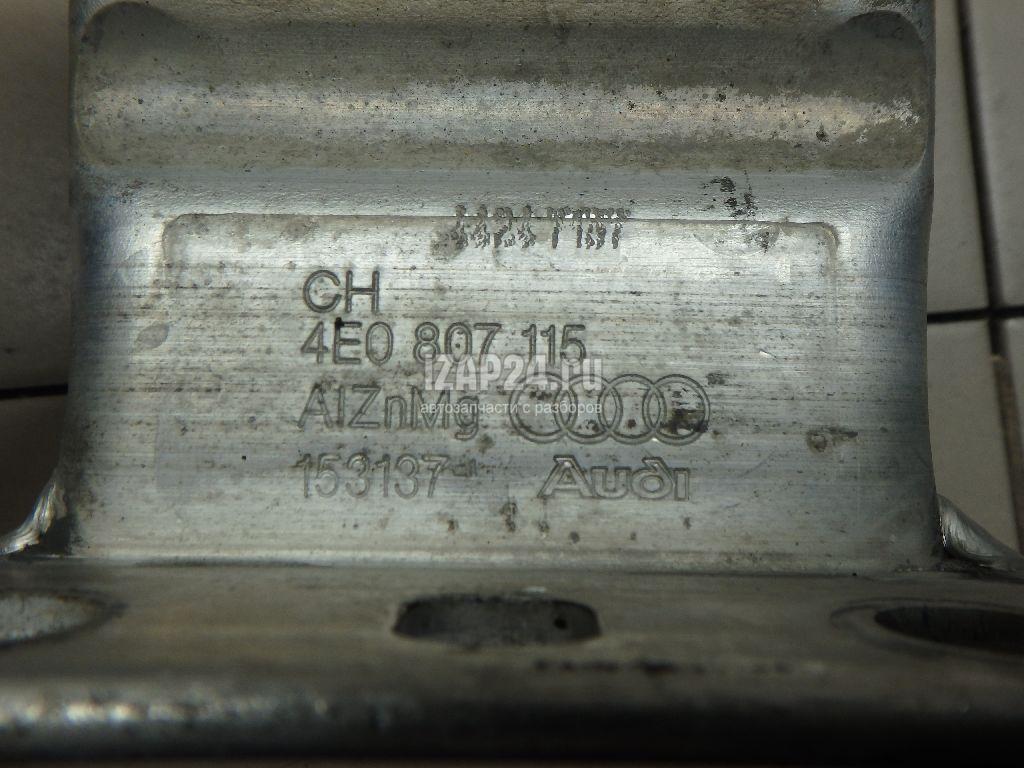 CH
4E0 807 115
IZAP24.ru
AlZnMg
автозапчасти с разборов
153137
Audi